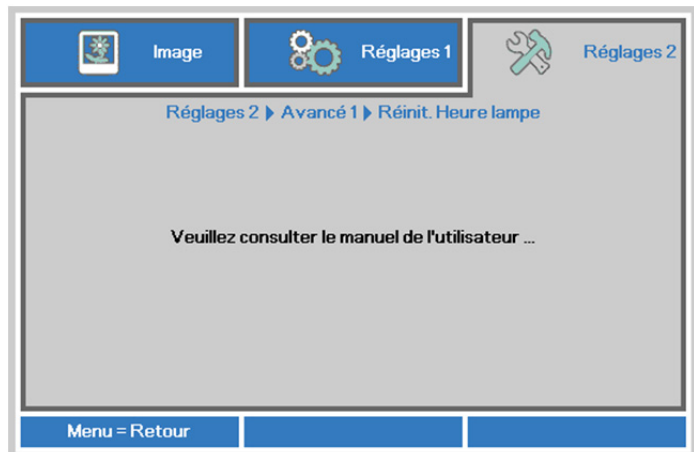 Image
Réglages 1
Réglages 2
Réglages 2 ▶ Avancé 1 ▶ Réinit. Heure lampe
Veuillez consulter le manuel de l'utilisateur ...
Menu = Retour